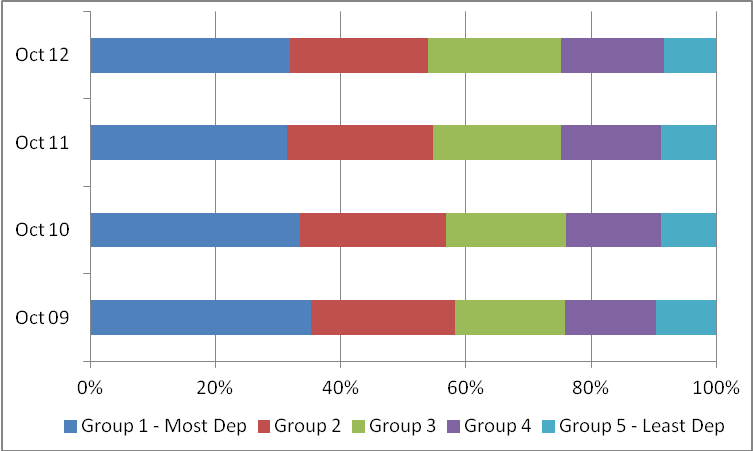 Oct 12
Oct 11
Oct 10
Oct 09
0% 20% 40% 60% 80% 100%
Group 1 - Most Dep Group 2 Group 3 Group 4 Group 5 - Least Dep